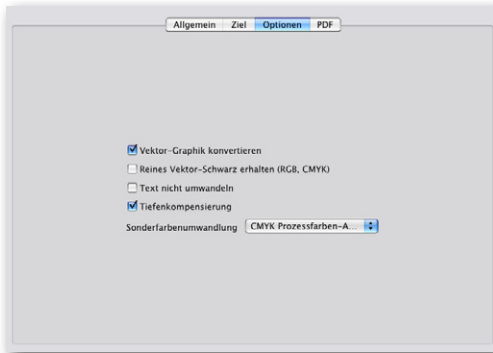 Allgemein Ziel Optionen PDF
Vektor-Graphik konvertieren
Reines Vektor-Schwarz erhalten (RGB, CMYK)
Text nicht umwandeln
Tiefenkompensierung
Sonderfarbenumwandlung CMYK Prozessfarben-A...